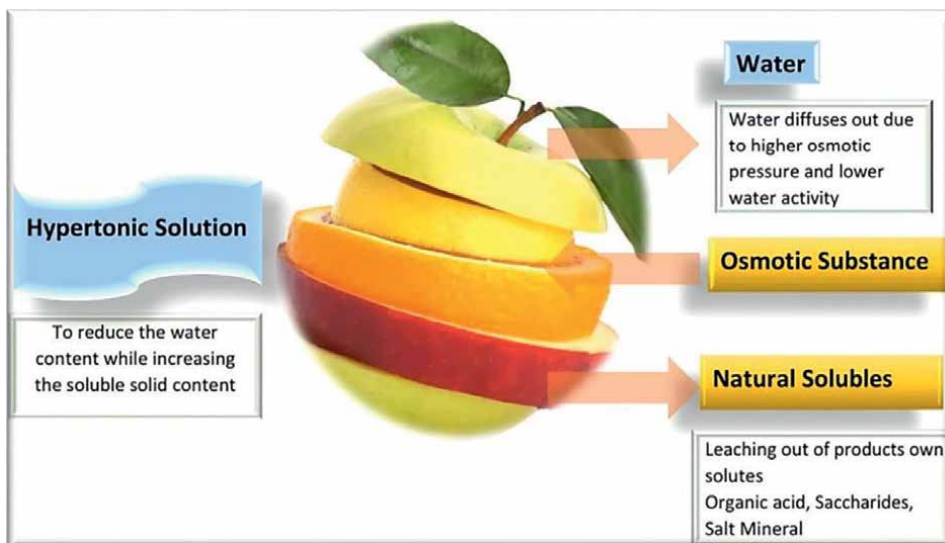 Hypertonic Solution
To reduce the water
content while increasing
the soluble solid content
Water
Water diffuses out due
to higher osmotic
pressure and lower
water activity
Osmotic Substance
Natural Solubles
Leaching out of products own
solutes
Organic acid, Saccharides,
Salt Mineral